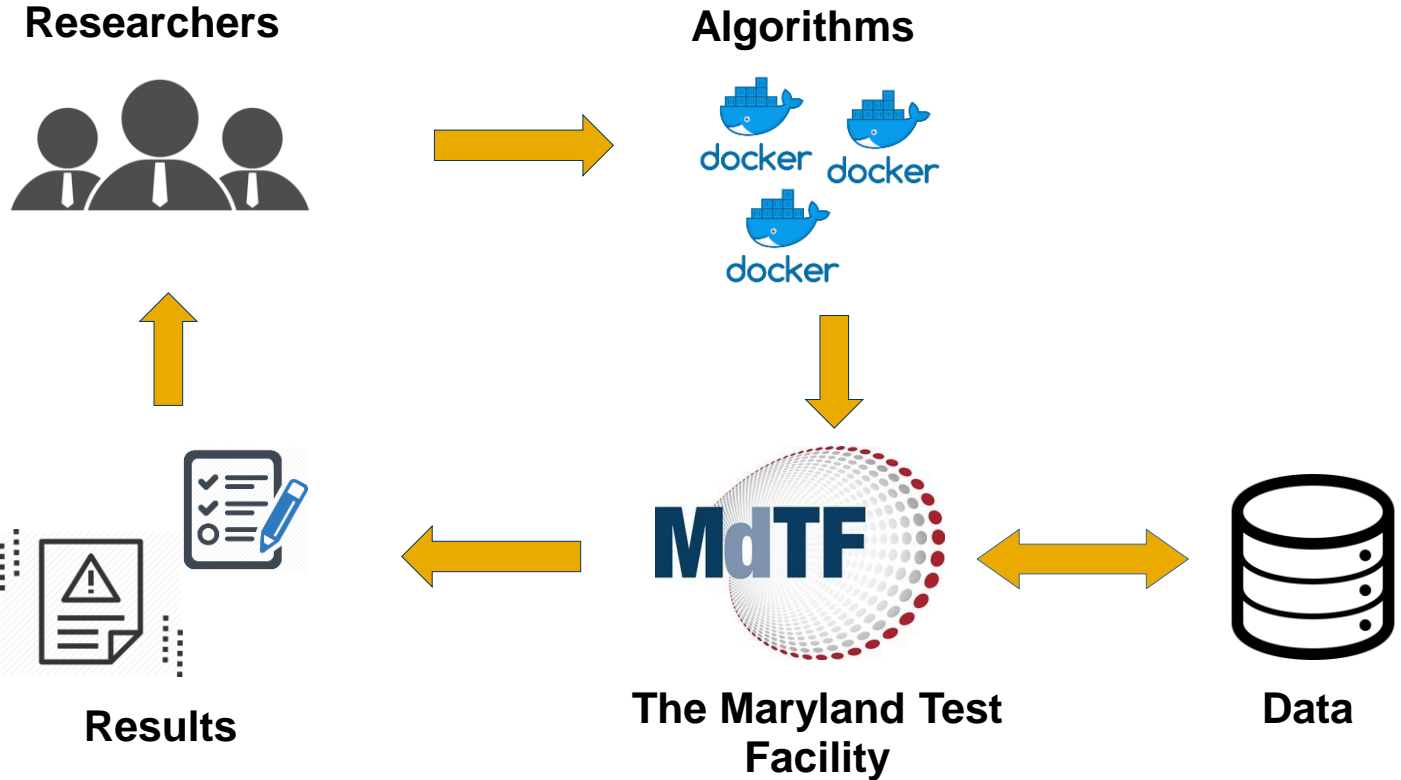 Researchers
Algorithms
docker
docker
docker
MdTF
Results
The Maryland Test
Facility
Data